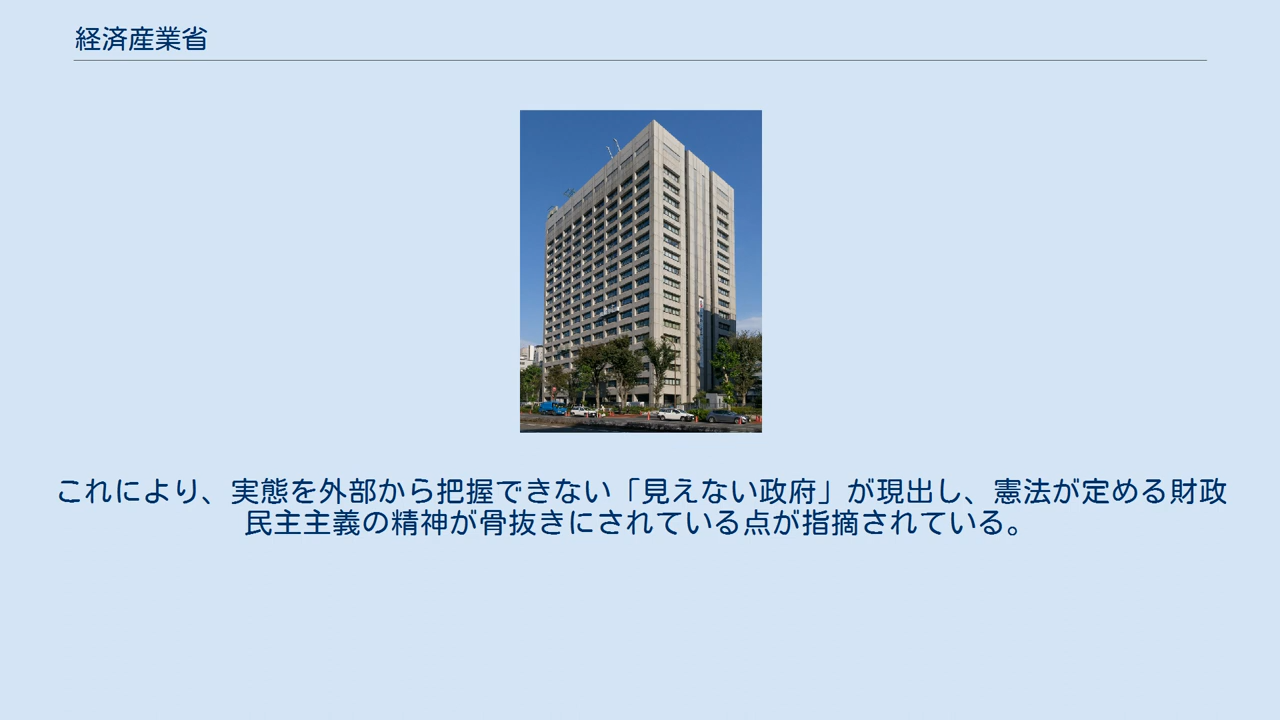 経済産業省
これにより、実態を外部から把握できない「見えない政府」が現出し、憲法が定める財政
民主主義の精神が骨抜きにされている点が指摘されている。